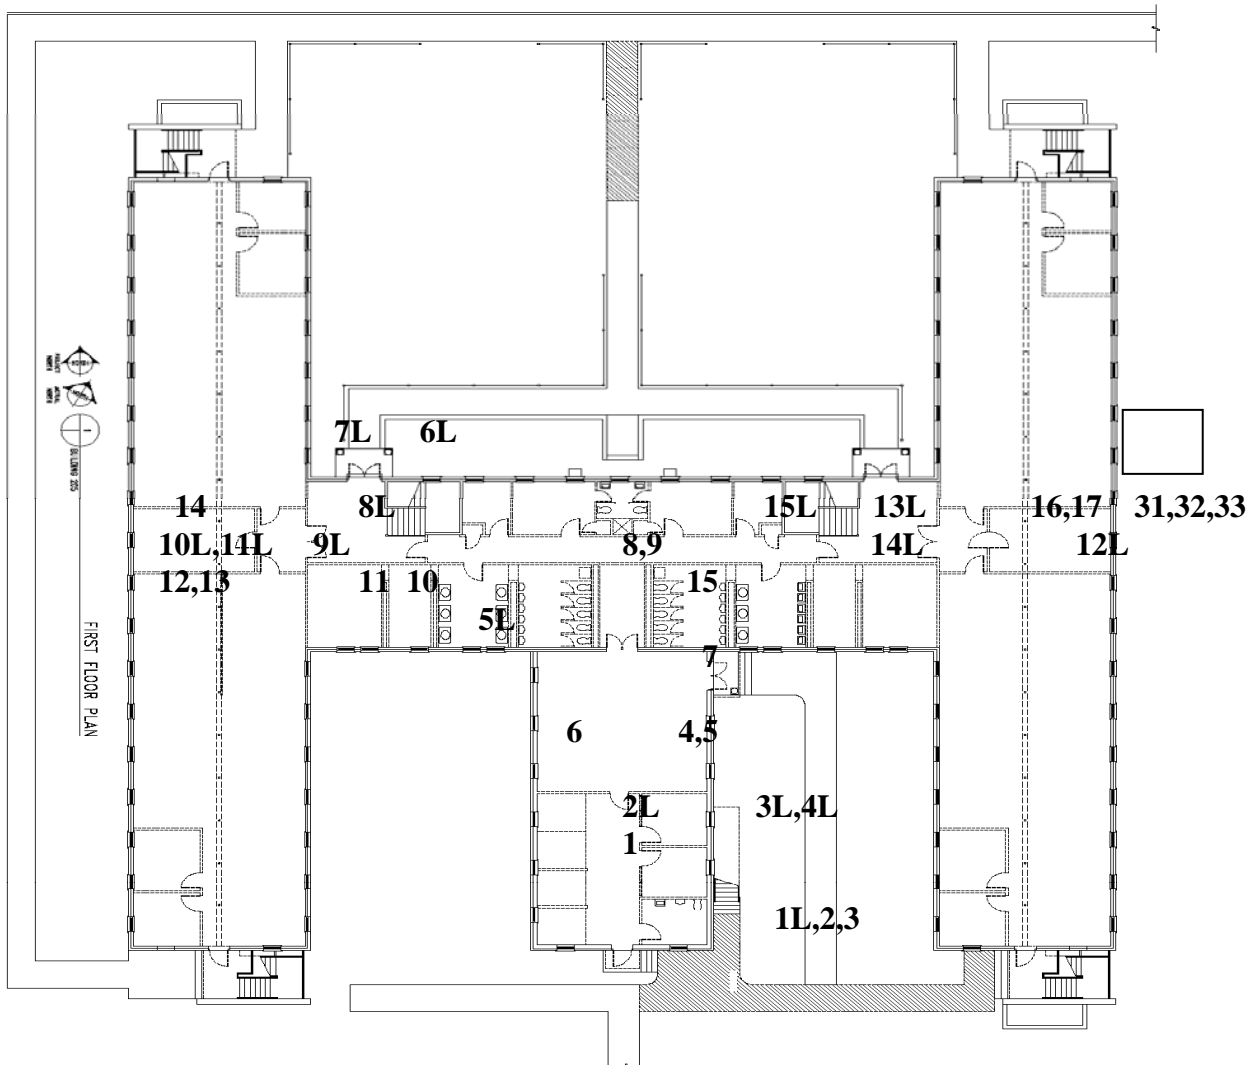 7L 6L
14 8L 15L 13L 16,17 31,32,33
10L,11L 9L 8,9 14L 12L
12,13 11 10 15
5L
7
6 4,5
2L 3L,4L
1
1L,2,3
FIRST FLOOR PLAN